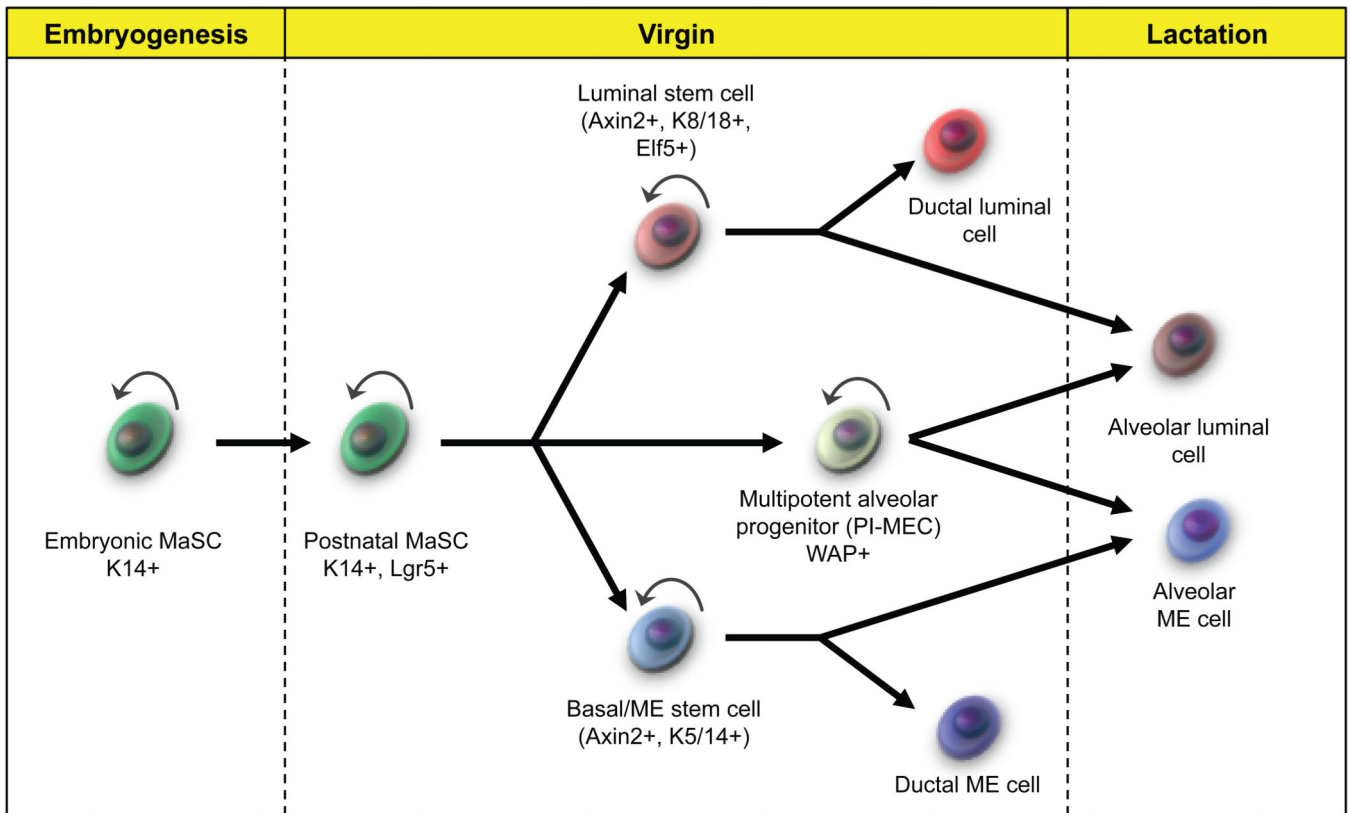 Embryogenesis
Virgin
Lactation
Luminal stem cell
(Axin2+, K8/18+,
Elf5+)
Ductal luminal
cell
Embryonic MaSC
K14+
Postnatal MaSC
K14+, Lgr5+
Multipotent alveolar
progenitor (PI-MEC)
WAP+
Alveolar luminal
cell
Alveolar
ME cell
Basal/ME stem cell
(Axin2+, K5/14+)
Ductal ME cell